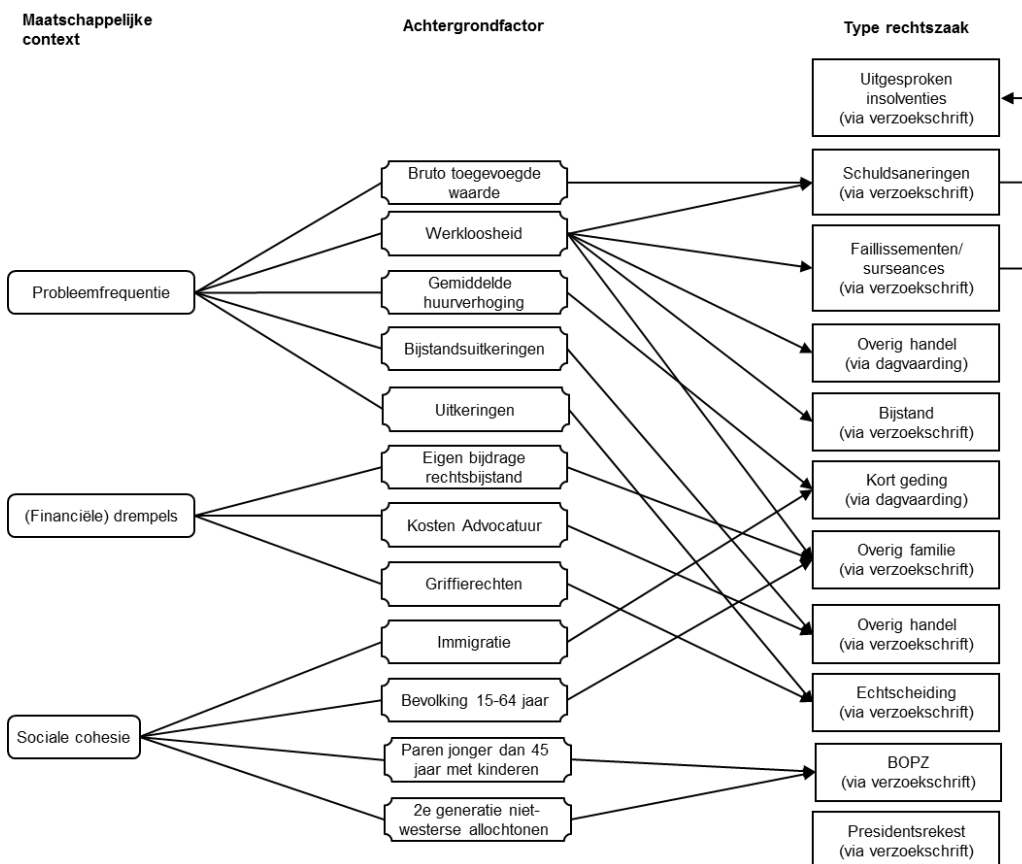 Maatschappelijke
context
Achtergrondfactor
Type rechtszaak
Probleemfrequentie
(Financiële) drempels
Sociale cohesie
Bruto toegevoegde
waarde
Werkloosheid
Gemiddelde
huurverhoging
Bijstandsuitkeringen
Uitkeringen
Eigen bijdrage
rechtsbijstand
Kosten Advocatuur
Griffierechten
Immigratie
Bevolking 15-64 jaar
Paren jonger dan 45
jaar met kinderen
2e generatie niet-
westerse allochtonen
Uitgesproken
insolventies
(via verzoekschrift)
Schuldsaneringen
(via verzoekschrift)
Faillissementen/
surseances
(via verzoekschrift)
Overig handel
(via dagvaarding)
Bijstand
(via verzoekschrift)
Kort geding
(via dagvaarding)
Overig familie
(via verzoekschrift)
Overig handel
(via verzoekschrift)
Echtscheiding
(via verzoekschrift)
BOPZ
(via verzoekschrift)
Presidentsrekest
(via verzoekschrift)